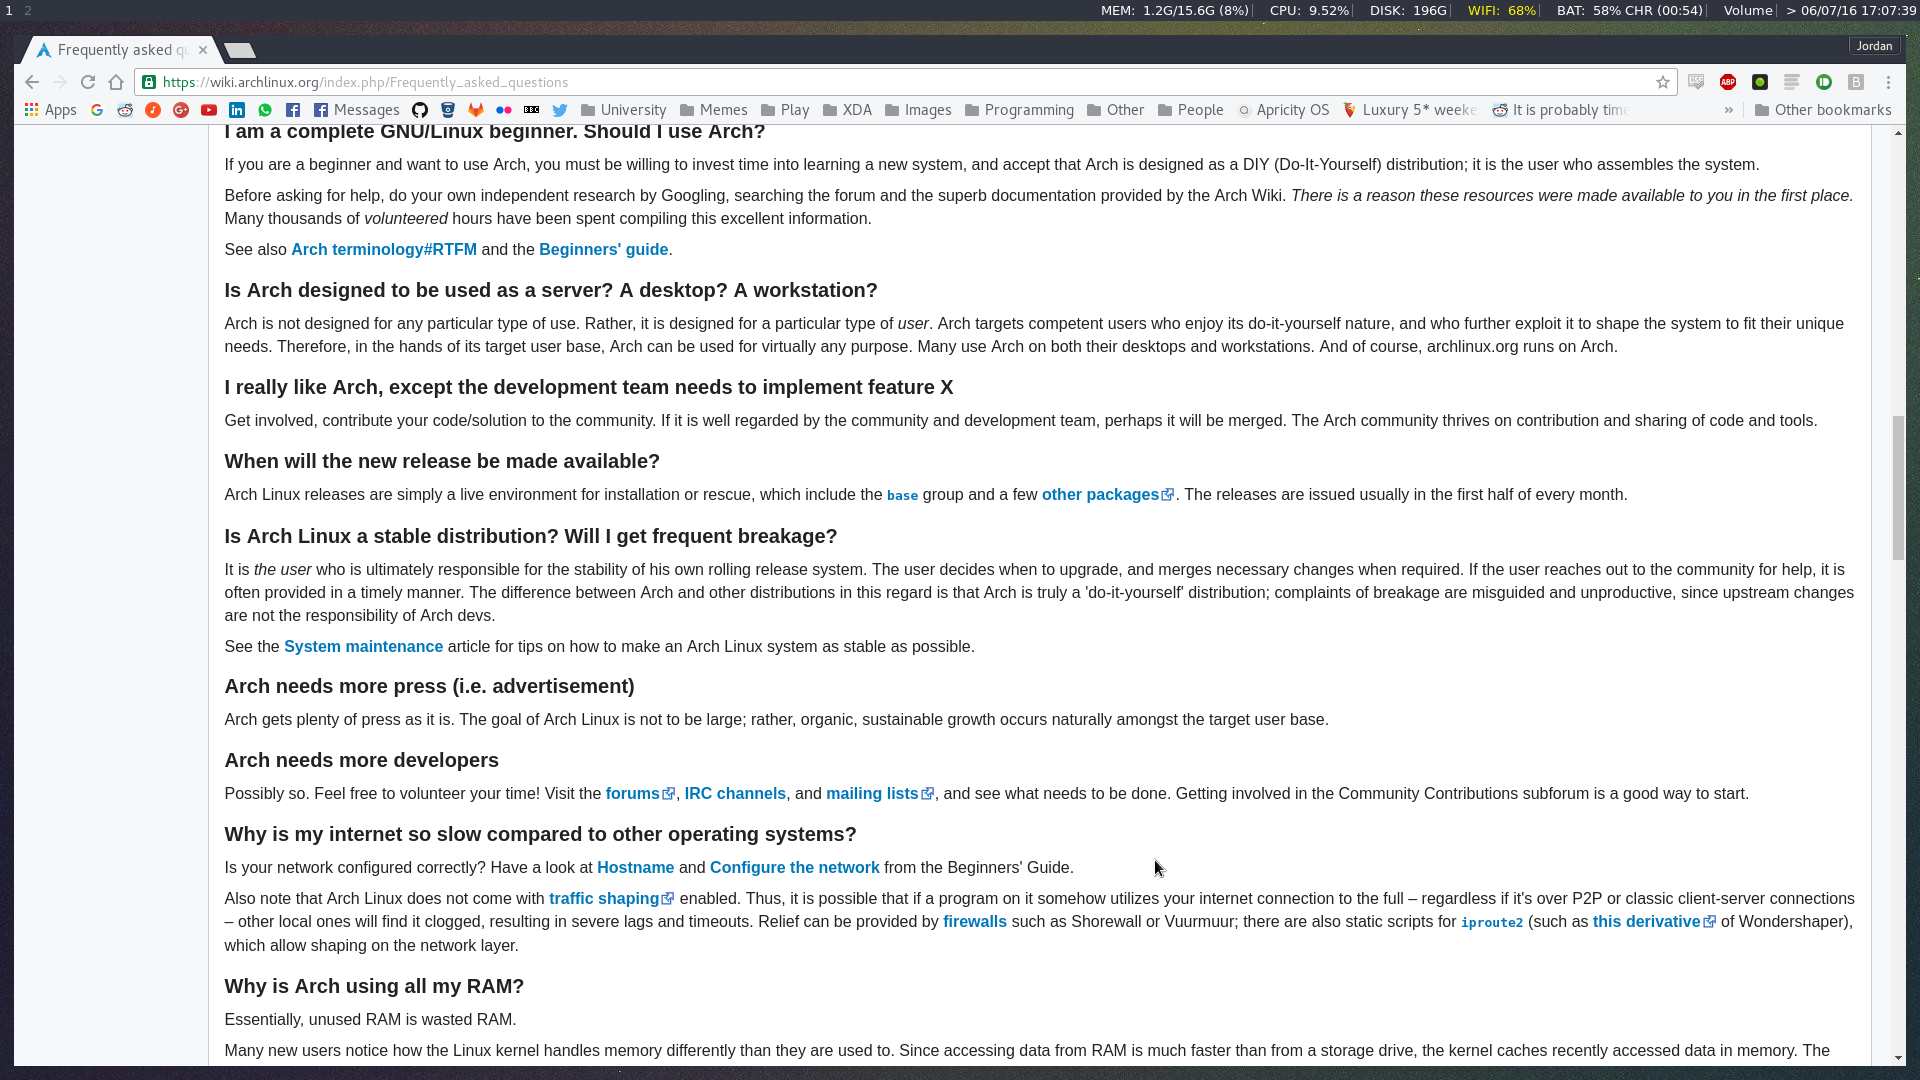 1 2 MEM: 1.2G/15.6G (8%)| CPU: 9.52%| DISK: 196G| WIFI: 68%| BAT: 58% CHR (00:54)| Volume| > 06/07/16 17:07:39
Frequently asked q
Jordan
https://wiki.archlinux.org/index.php/Frequently_asked_questions
ABP
B
Apps
BBC
Messages
University
Memes
Play
XDA
Images
Programming
Other
People
Apricity OS
Luxury 5* weeke
It is probably time
»
Other bookmarks
I am a complete GNU/Linux beginner. Should I use Arch?
If you are a beginner and want to use Arch, you must be willing to invest time into learning a new system, and accept that Arch is designed as a DIY (Do-It-Yourself) distribution; it is the user who assembles the system.
Before asking for help, do your own independent research by Googling, searching the forum and the superb documentation provided by the Arch Wiki. There is a reason these resources were made available to you in the first place.
Many thousands of volunteered hours have been spent compiling this excellent information.
See also Arch terminology#RTFM and the Beginners' guide.
Is Arch designed to be used as a server? A desktop? A workstation?
Arch is not designed for any particular type of use. Rather, it is designed for a particular type of user. Arch targets competent users who enjoy its do-it-yourself nature, and who further exploit it to shape the system to fit their unique
needs. Therefore, in the hands of its target user base, Arch can be used for virtually any purpose. Many use Arch on both their desktops and workstations. And of course, archlinux.org runs on Arch.
I really like Arch, except the development team needs to implement feature X
Get involved, contribute your code/solution to the community. If it is well regarded by the community and development team, perhaps it will be merged. The Arch community thrives on contribution and sharing of code and tools.
When will the new release be made available?
Arch Linux releases are simply a live environment for installation or rescue, which include the base group and a few other packages. The releases are issued usually in the first half of every month.
Is Arch Linux a stable distribution? Will I get frequent breakage?
It is the user who is ultimately responsible for the stability of his own rolling release system. The user decides when to upgrade, and merges necessary changes when required. If the user reaches out to the community for help, it is
often provided in a timely manner. The difference between Arch and other distributions in this regard is that Arch is truly a 'do-it-yourself' distribution; complaints of breakage are misguided and unproductive, since upstream changes
are not the responsibility of Arch devs.
See the System maintenance article for tips on how to make an Arch Linux system as stable as possible.
Arch needs more press (i.e. advertisement)
Arch gets plenty of press as it is. The goal of Arch Linux is not to be large; rather, organic, sustainable growth occurs naturally amongst the target user base.
Arch needs more developers
Possibly so. Feel free to volunteer your time! Visit the forums, IRC channels, and mailing lists, and see what needs to be done. Getting involved in the Community Contributions subforum is a good way to start.
Why is my internet so slow compared to other operating systems?
Is your network configured correctly? Have a look at Hostname and Configure the network from the Beginners' Guide.
Also note that Arch Linux does not come with traffic shaping enabled. Thus, it is possible that if a program on it somehow utilizes your internet connection to the full – regardless if it's over P2P or classic client-server connections
– other local ones will find it clogged, resulting in severe lags and timeouts. Relief can be provided by firewalls such as Shorewall or Vuurmuur; there are also static scripts for iproute2 (such as this derivative of Wondershaper),
which allow shaping on the network layer.
Why is Arch using all my RAM?
Essentially, unused RAM is wasted RAM.
Many new users notice how the Linux kernel handles memory differently than they are used to. Since accessing data from RAM is much faster than from a storage drive, the kernel caches recently accessed data in memory. The